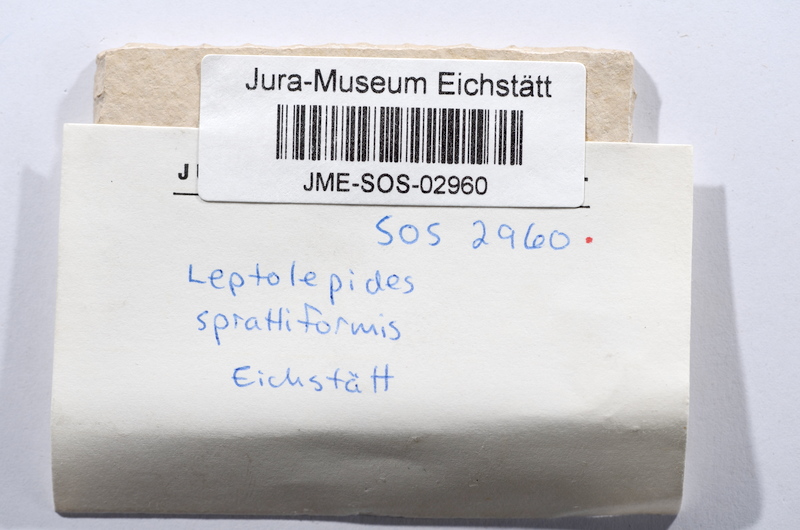 Jura-Museum Eichstätt
JME-SOS-02960
SOS 2960.
Leptolepides
sprattiformis
Eichstätt